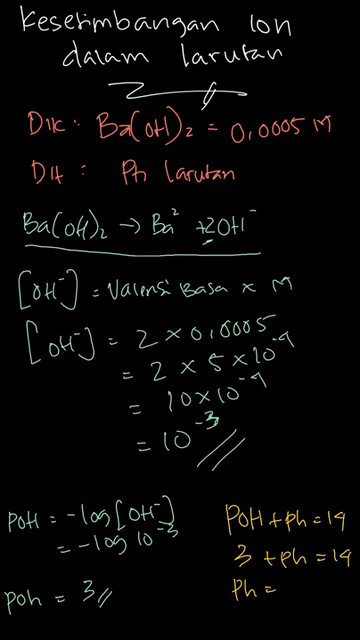 Kesetimbangan Ion
dalam larutan
Dik: Ba(OH)₂ = 0,0005 M
Dit = Ph larutan
Ba(OH)₂ → Ba² + 2OH⁻
[OH⁻] = Valensi Basa × M
[OH⁻] = 2 × 0,0005
= 2 × 5 × 10⁻⁴
= 10 × 10⁻⁴
= 10⁻³
POH = -log [OH⁻]
= -log 10⁻³
POh = 3
POH + Ph = 14
3 + Ph = 14
Ph =